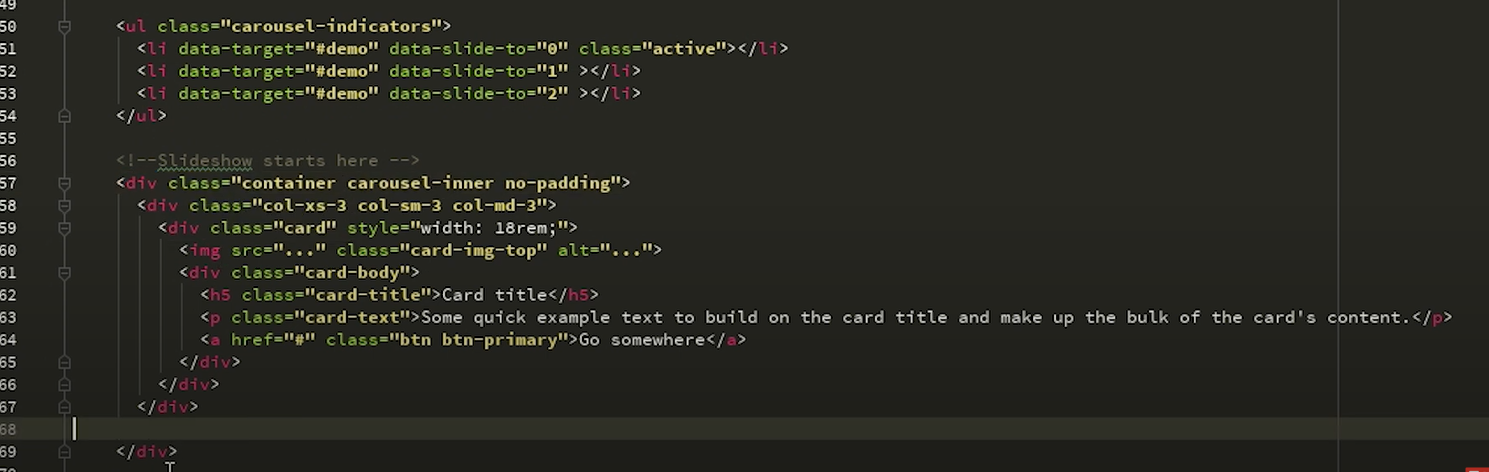 49
50 <ul class="carousel-indicators">
51 <li data-target="#demo" data-slide-to="0" class="active"></li>
52 <li data-target="#demo" data-slide-to="1" ></li>
53 <li data-target="#demo" data-slide-to="2" ></li>
54 </ul>
55
56 <!--Slideshow starts here -->
57 <div class="container carousel-inner no-padding">
58 <div class="col-xs-3 col-sm-3 col-md-3">
59 <div class="card" style="width: 18rem;">
60 <img src="..." class="card-img-top" alt="...">
61 <div class="card-body">
62 <h5 class="card-title">Card title</h5>
63 <p class="card-text">Some quick example text to build on the card title and make up the bulk of the card's content.</p>
64 <a href="#" class="btn btn-primary">Go somewhere</a>
65 </div>
66 </div>
67 </div>
68
69 </div>